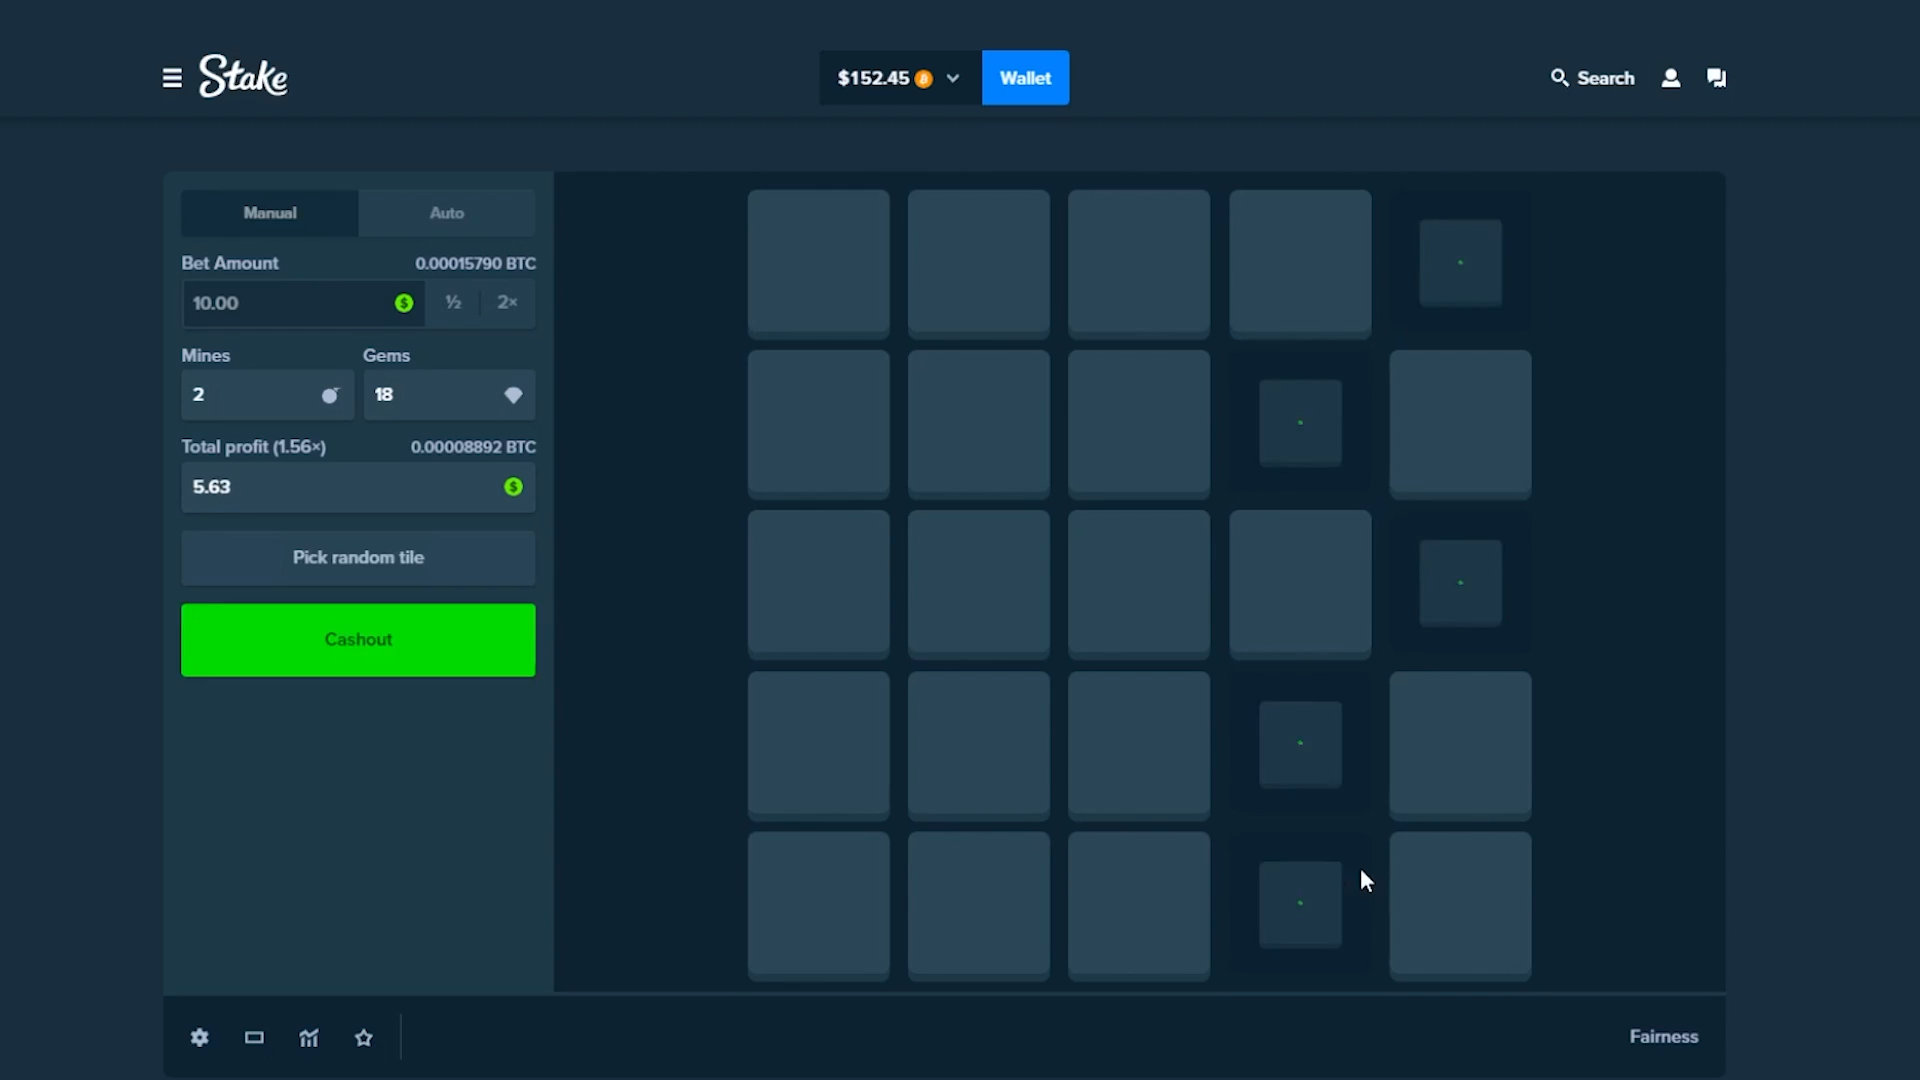 Stake
$152.45
Wallet
Search
Manual
Auto
Bet Amount
0.00015790 BTC
10.00
½
2×
Mines
Gems
2
18
Total profit (1.56×)
0.00008892 BTC
5.63
Pick random tile
Cashout
Fairness